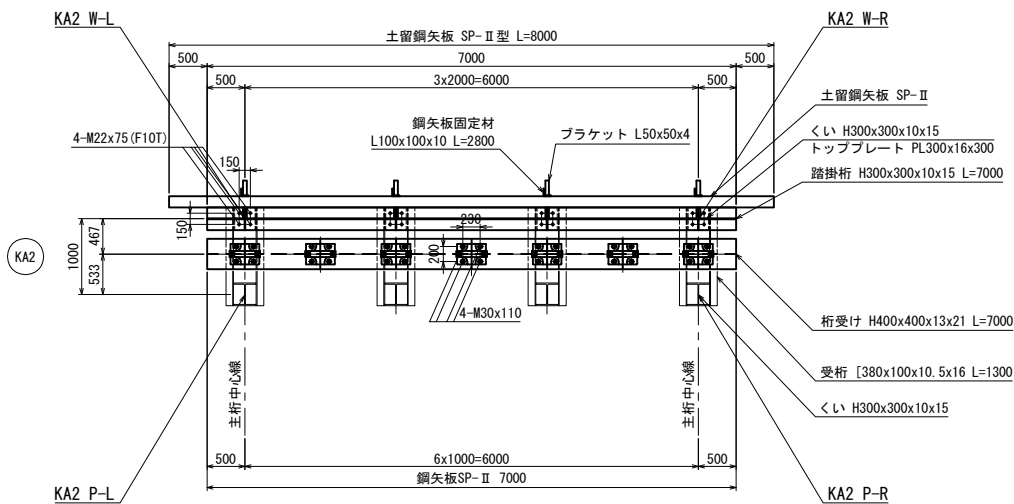 KA2 W-L
KA2 W-R
土留鋼矢板 SP-Ⅱ型 L=8000
500
7000
500
500
3x2000=6000
500
土留鋼矢板 SP-Ⅱ
4-M22x75(F10T)
鋼矢板固定材
L100x100x10 L=2800
ブラケット L50x50x4
くい H300x300x10x15
トッププレート PL300x16x300
150
踏掛桁 H300x300x10x15 L=7000
150
230
KA2
1000
467
533
200
4-M30x110
桁受け H400x400x13x21 L=7000
受桁 [380x100x10.5x16 L=1300
主桁中心線
主桁中心線
くい H300x300x10x15
500
6x1000=6000
500
鋼矢板SP-Ⅱ 7000
KA2 P-L
KA2 P-R